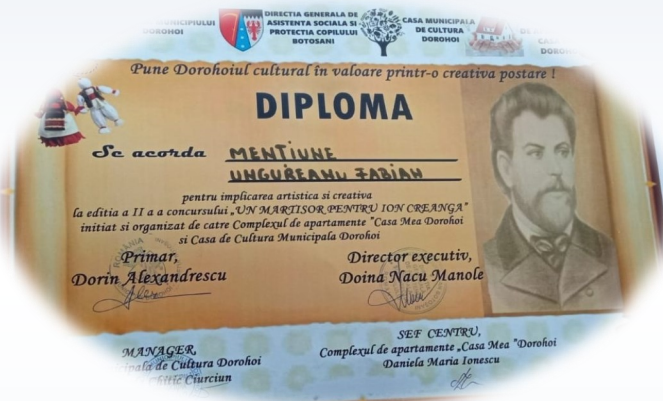 MUNICIPIULUI
DOROHOI
DIRECTIA GENERALA DE
ASISTENTA SOCIALA SI
PROTECTIA COPILULUI
BOTOSANI
CASA MUNICIPALA
DE CULTURA
DOROHOI
Pune Dorohoiul cultural în valoare printr-o creativa postare !
DIPLOMA
Se acorda MENTIUNE
UNGUREANU FABIAN
pentru implicarea artistica si creativa
la editia a II a a concursului „UN MARTISOR PENTRU ION CREANGA"
initiat si organizat de catre Complexul de apartamente "Casa Mea Dorohoi
si Casa de Cultura Municipala Dorohoi
Primar,
Dorin Alexandrescu
Director executiv,
Doina Nacu Manole
MANAGER,
de Cultura Dorohoi
Chitic Ciurciun
SEF CENTRU,
Complexul de apartamente „Casa Mea "Dorohoi
Daniela Maria Ionescu